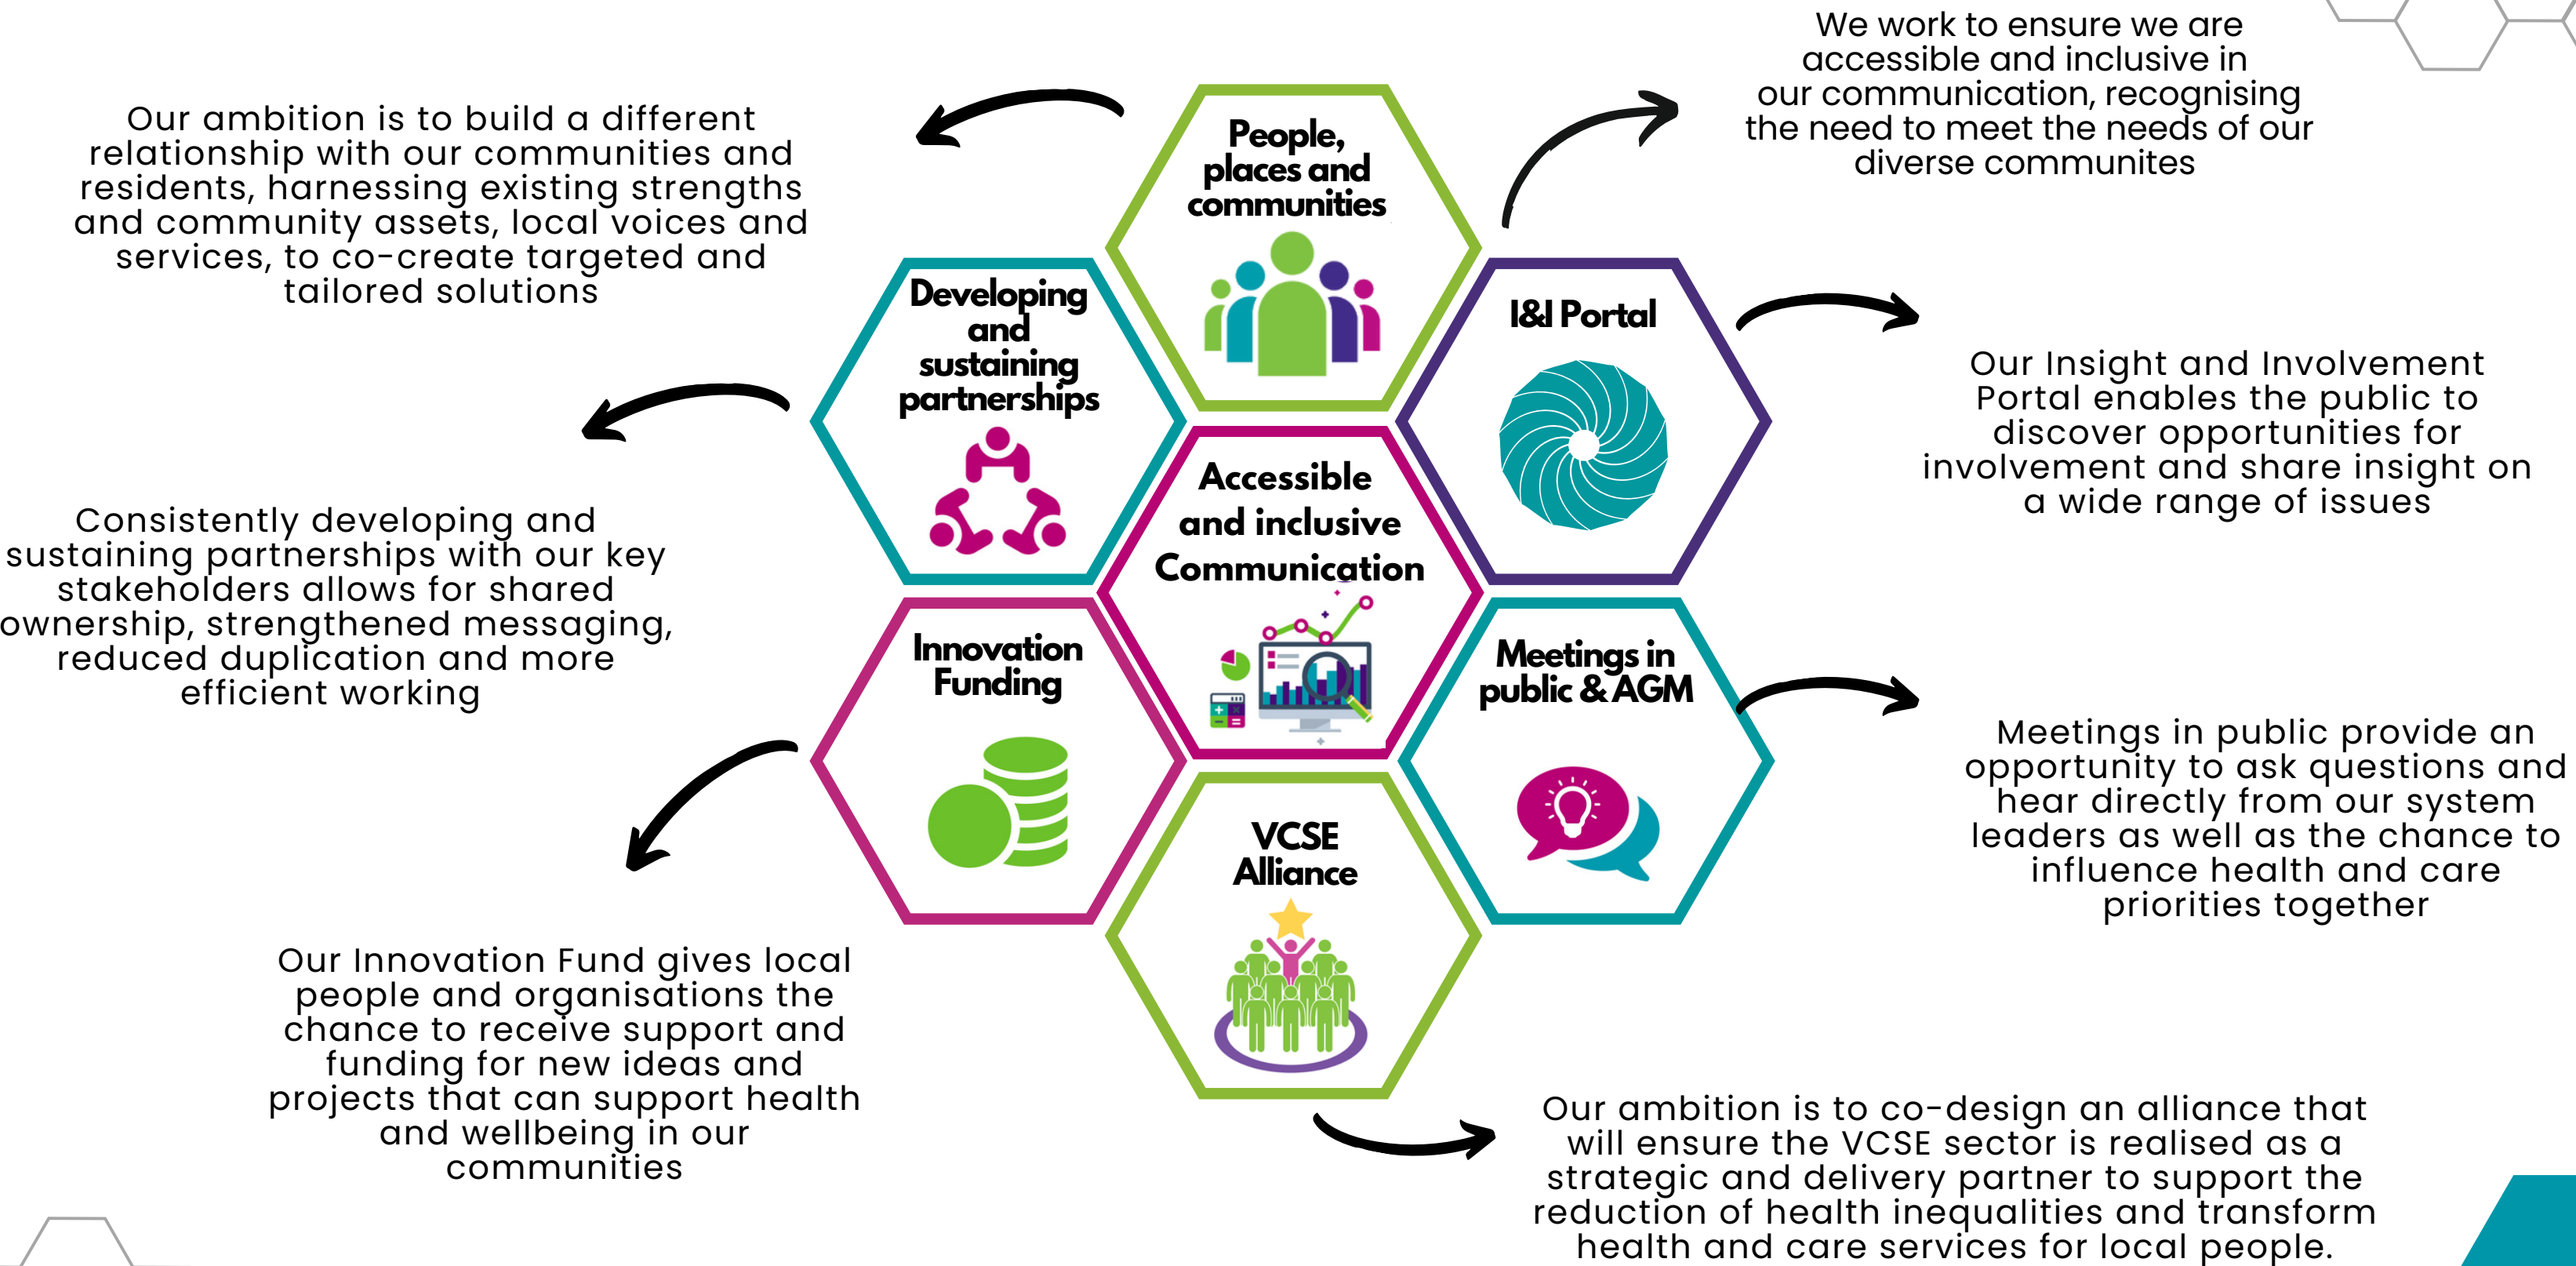 We work to ensure we are
accessible and inclusive in
our communication, recognising
the need to meet the needs of our
diverse communites
Our ambition is to build a different
relationship with our communities and
residents, harnessing existing strengths
and community assets, local voices and
services, to co-create targeted and
tailored solutions
People,
places and
communities
Developing
and
sustaining
partnerships
I&I Portal
Our Insight and Involvement
Portal enables the public to
discover opportunities for
involvement and share insight on
a wide range of issues
Accessible
and inclusive
Communication
Consistently developing and
sustaining partnerships with our key
stakeholders allows for shared
ownership, strengthened messaging,
reduced duplication and more
efficient working
Innovation
Funding
Meetings in
public & AGM
Meetings in public provide an
opportunity to ask questions and
hear directly from our system
leaders as well as the chance to
influence health and care
priorities together
VCSE
Alliance
Our Innovation Fund gives local
people and organisations the
chance to receive support and
funding for new ideas and
projects that can support health
and wellbeing in our
communities
Our ambition is to co-design an alliance that
will ensure the VCSE sector is realised as a
strategic and delivery partner to support the
reduction of health inequalities and transform
health and care services for local people.